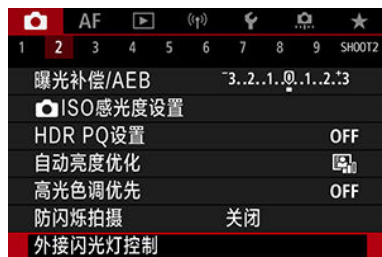 AF
1 2 3 4 5 6 7 8 9 SHOOT2
曝光补偿/AEB -3..2..1..0..1..2..+3
ISO感光度设置
HDR PQ设置 OFF
自动亮度优化
高光色调优先 OFF
防闪烁拍摄 关闭
外接闪光灯控制